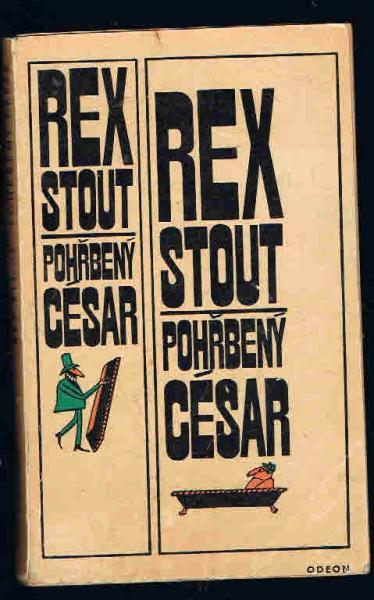 REX
STOUT
POHŘBENÝ
CÉSAR
REX
STOUT
POHŘBENÝ
CÉSAR
ODEON